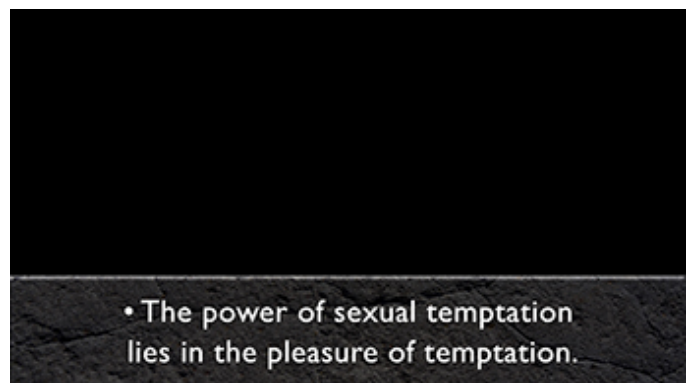 • The power of sexual temptation
lies in the pleasure of temptation.